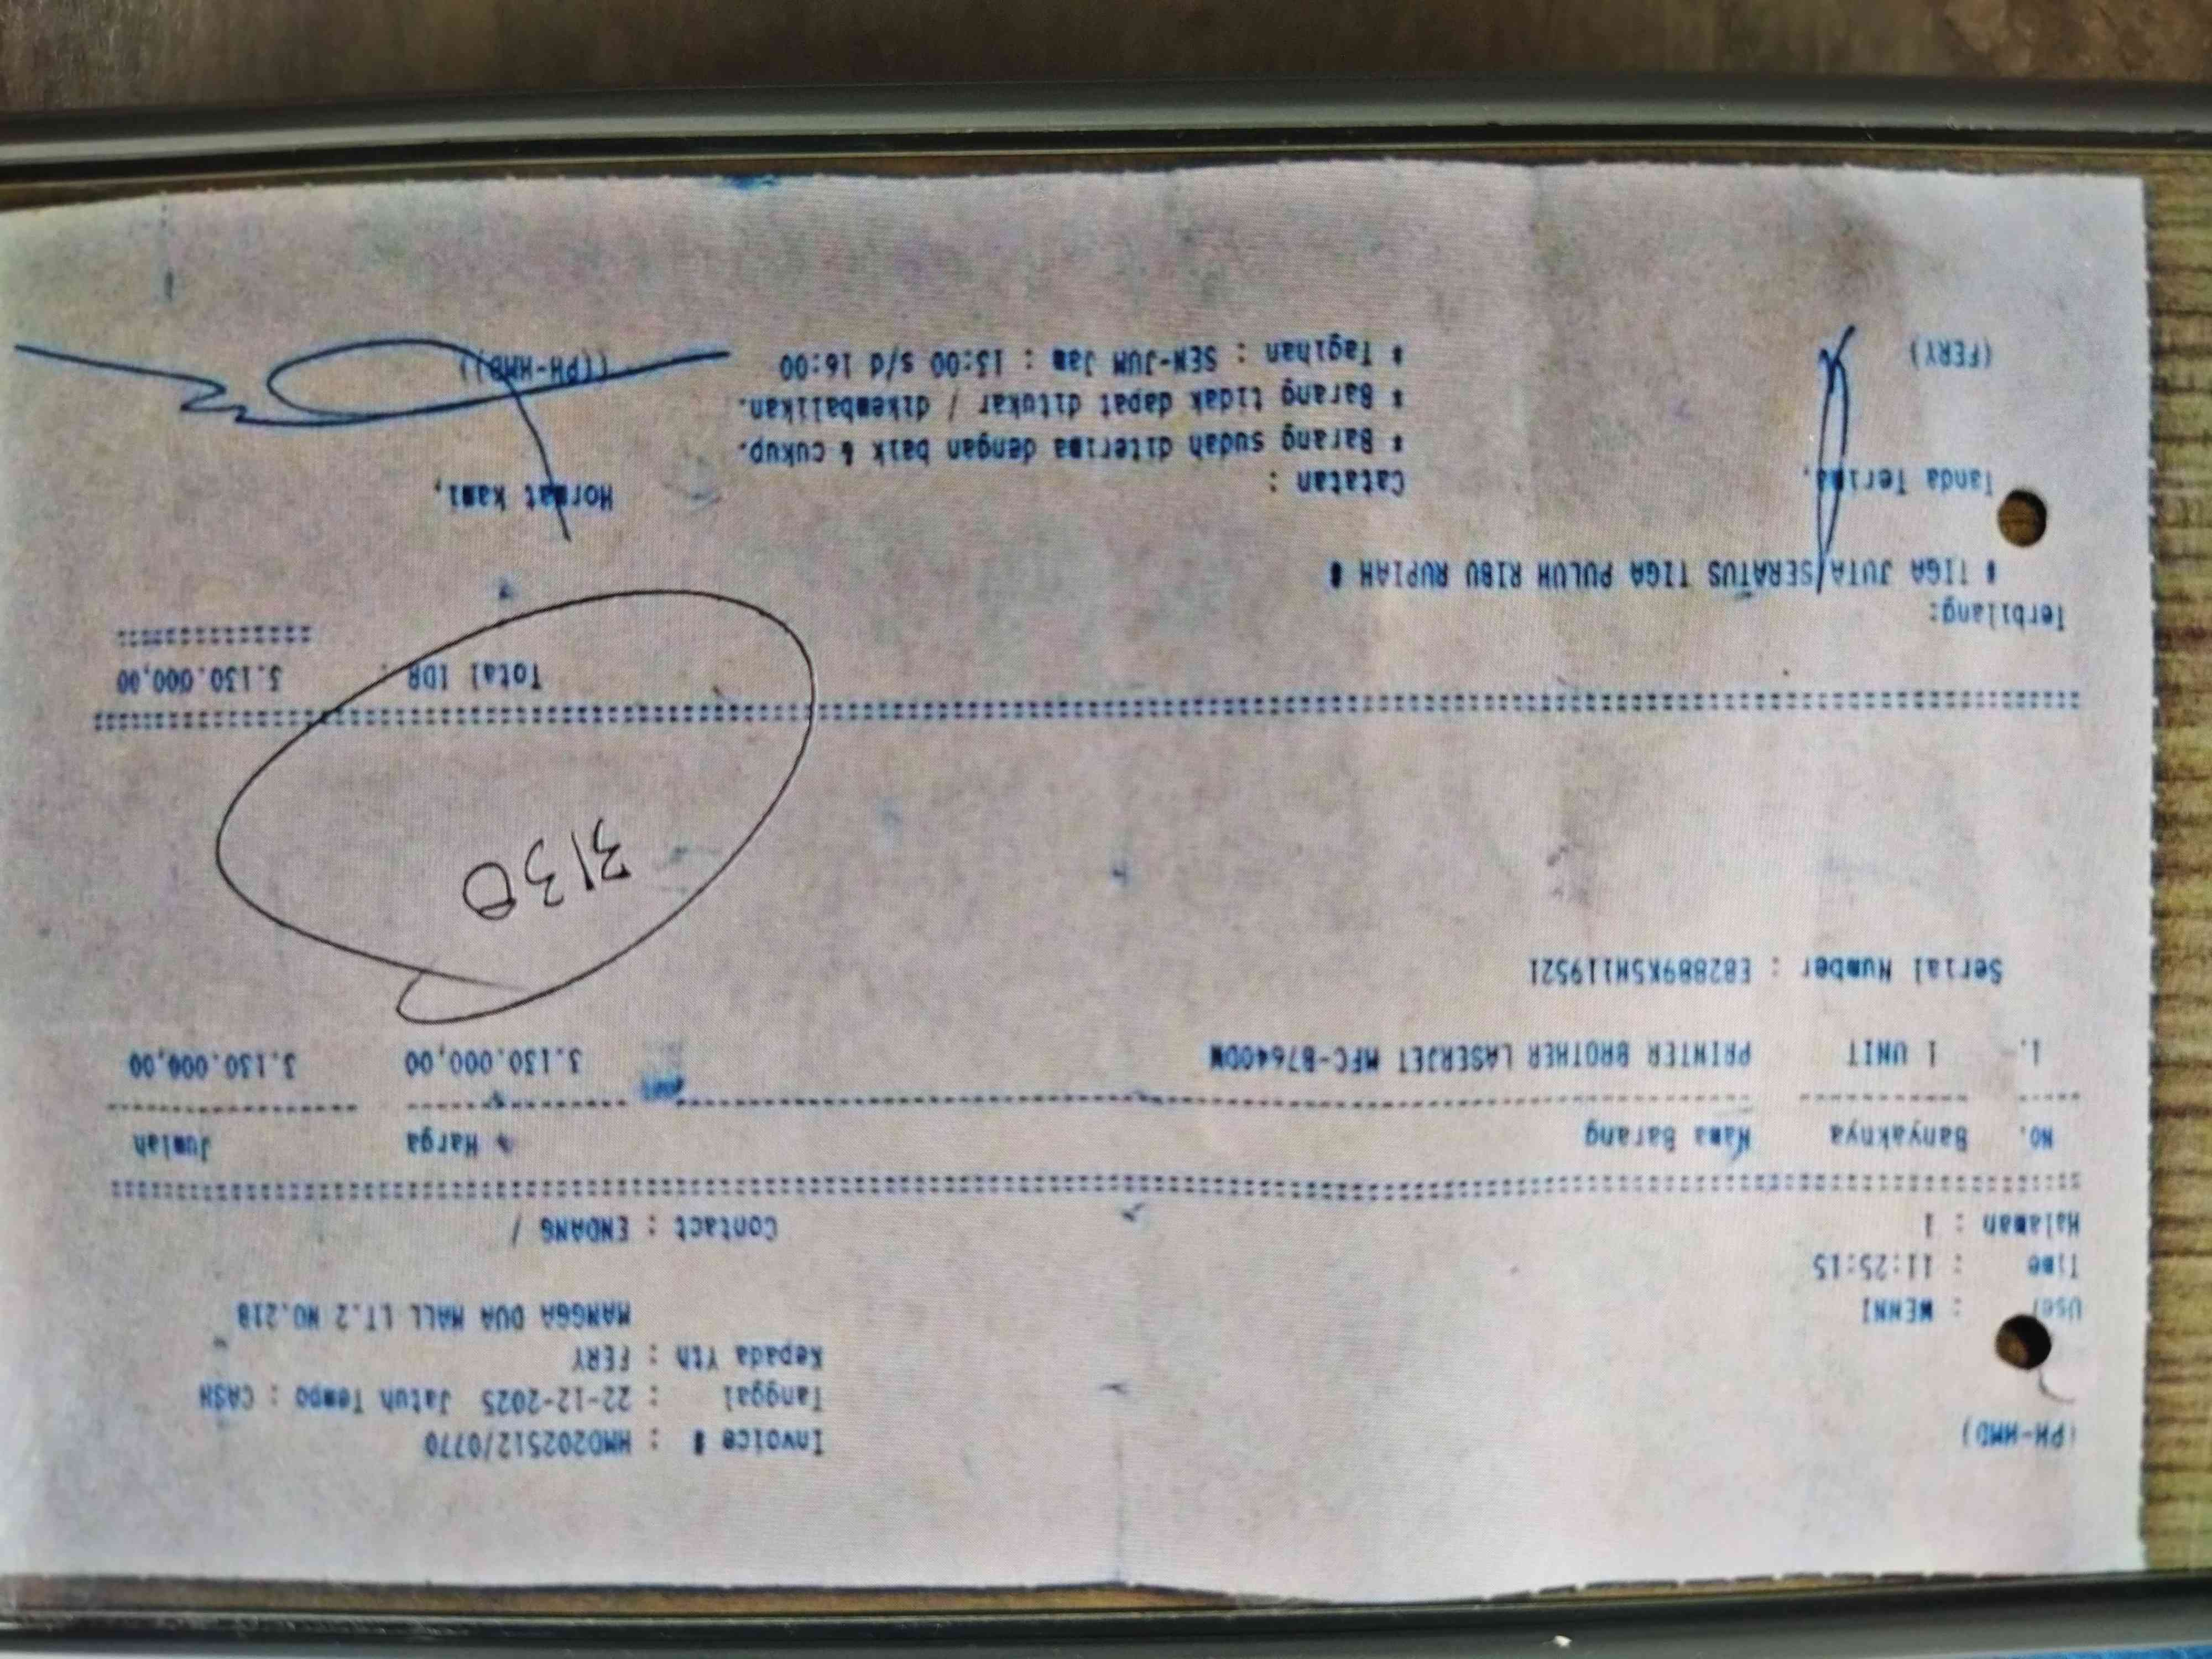 (PH-HMD)
Invoice # : HMD202512/0770
Tanggal : 22-12-2025 Jatuh Tempo : CASH
Kepada Yth : FERY
MANGGA DUA MALL LT.2 NO.21B
User : WENNI
Time : 11:25:15
Halaman : 1
Contact : ENDANG /
NO. Banyaknya Nama Barang Harga Jumlah
1. 1 UNIT PRINTER BROTHER LASERJET MFC-B7640DW 3.130.000,00 3.130.000,00
Serial Number : E82889K5H119521
3130
Total IDR : 3.130.000,00
Terbilang:
# TIGA JUTA SERATUS TIGA PULUH RIBU RUPIAH #
Tanda Terima,
Catatan :
Hormat kami,
* Barang sudah diterima dengan baik & cukup.
* Barang tidak dapat ditukar / dikembalikan.
* Tagihan : SEN-JUM Jam : 13:00 s/d 16:00
(FERY)
((PH-HMD))